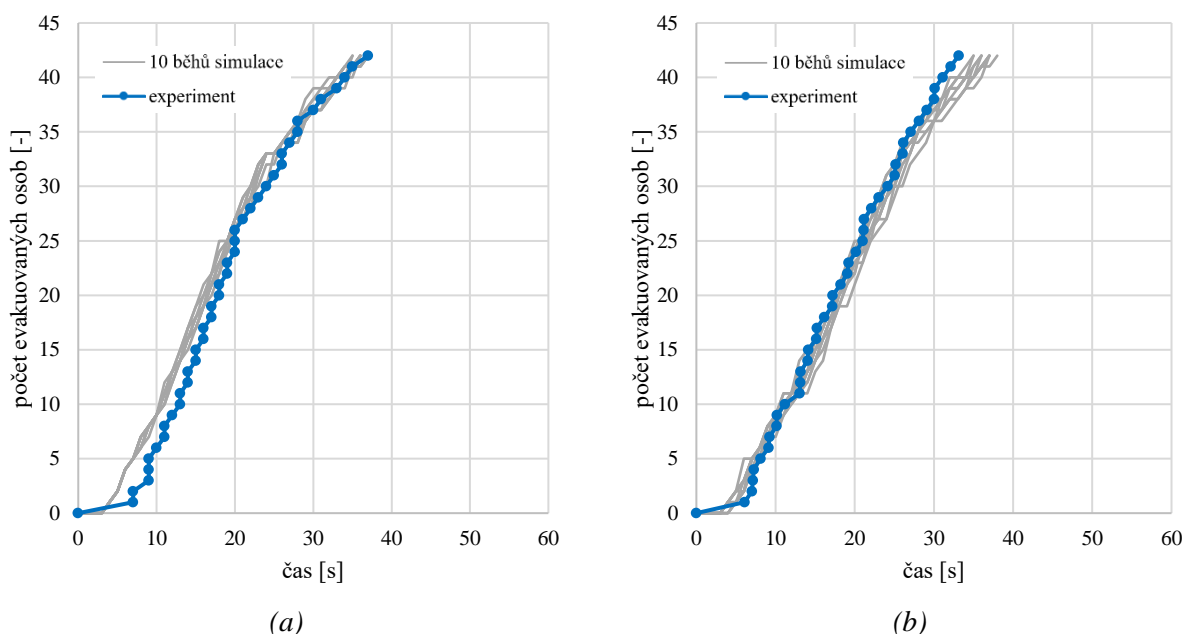 45
40
35
30
25
20
15
10
5
0
počet evakuovaných osob [-]
10 běhů simulace
experiment
0 10 20 30 40 50 60
čas [s]
(a)
45
40
35
30
25
20
15
10
5
0
počet evakuovaných osob [-]
10 běhů simulace
experiment
0 10 20 30 40 50 60
čas [s]
(b)